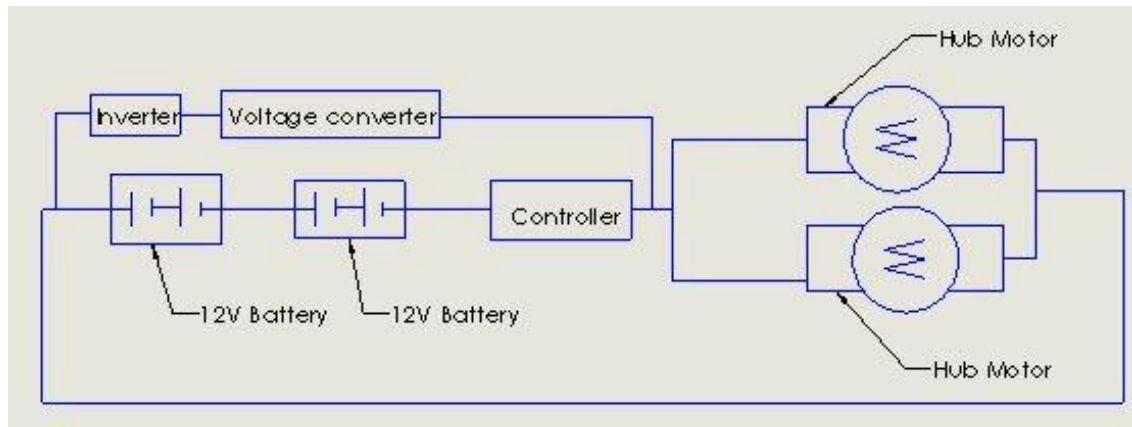 Hub Motor
Inverter
Voltage converter
Controller
12V Battery
12V Battery
Hub Motor